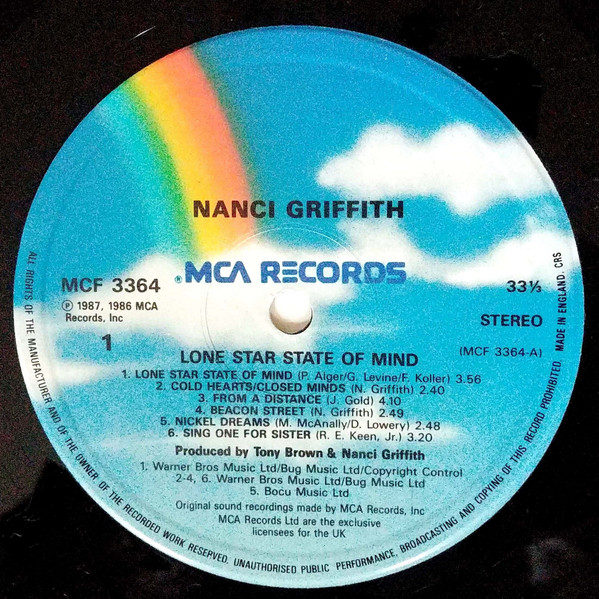 NANCI GRIFFITH
MCF 3364
® MCA RECORDS
33⅓
℗ 1987, 1986 MCA
Records, Inc
STEREO
1
LONE STAR STATE OF MIND
(MCF 3364-A)
1. LONE STAR STATE OF MIND (P. Alger/G. Levine/F. Koller) 3.56
2. COLD HEARTS/CLOSED MINDS (N. Griffith) 2.40
3. FROM A DISTANCE (J. Gold) 4.10
4. BEACON STREET (N. Griffith) 2.49
5. NICKEL DREAMS (M. McAnally/D. Lowery) 2.48
6. SING ONE FOR SISTER (R. E. Keen, Jr.) 3.20
Produced by Tony Brown & Nanci Griffith
1. Warner Bros Music Ltd/Bug Music Ltd/Copyright Control
2-4, 6. Warner Bros Music Ltd/Bug Music Ltd
5. Bocu Music Ltd
Original sound recordings made by MCA Records, Inc
MCA Records Ltd are the exclusive
licensees for the UK
ALL RIGHTS OF THE MANUFACTURER AND OF THE OWNER OF THE RECORDED WORK RESERVED. UNAUTHORISED PUBLIC PERFORMANCE, BROADCASTING AND COPYING OF THIS RECORD PROHIBITED. MADE IN ENGLAND. CRS